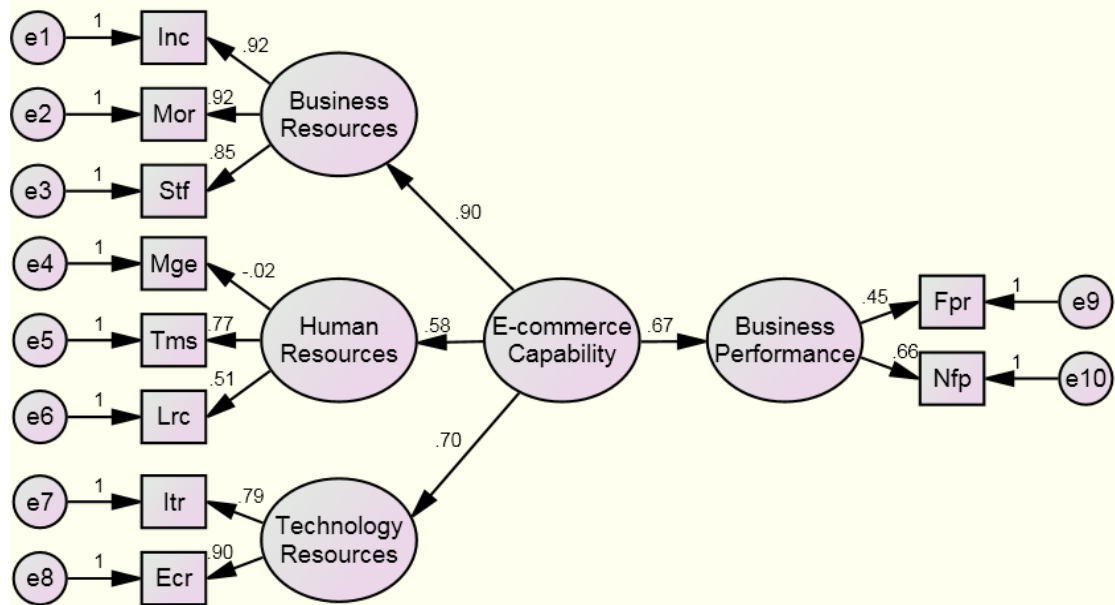 e1
1
Inc
.92
e2
1
Mor
.92
e3
1
Stf
.85
Business
Resources
.90
e4
1
Mge
-.02
e5
1
Tms
.77
e6
1
Lrc
.51
Human
Resources
.58
E-commerce
Capability
.67
Business
Performance
.45
Fpr
1
e9
.66
Nfp
1
e10
.70
e7
1
Itr
.79
e8
1
Ecr
.90
Technology
Resources